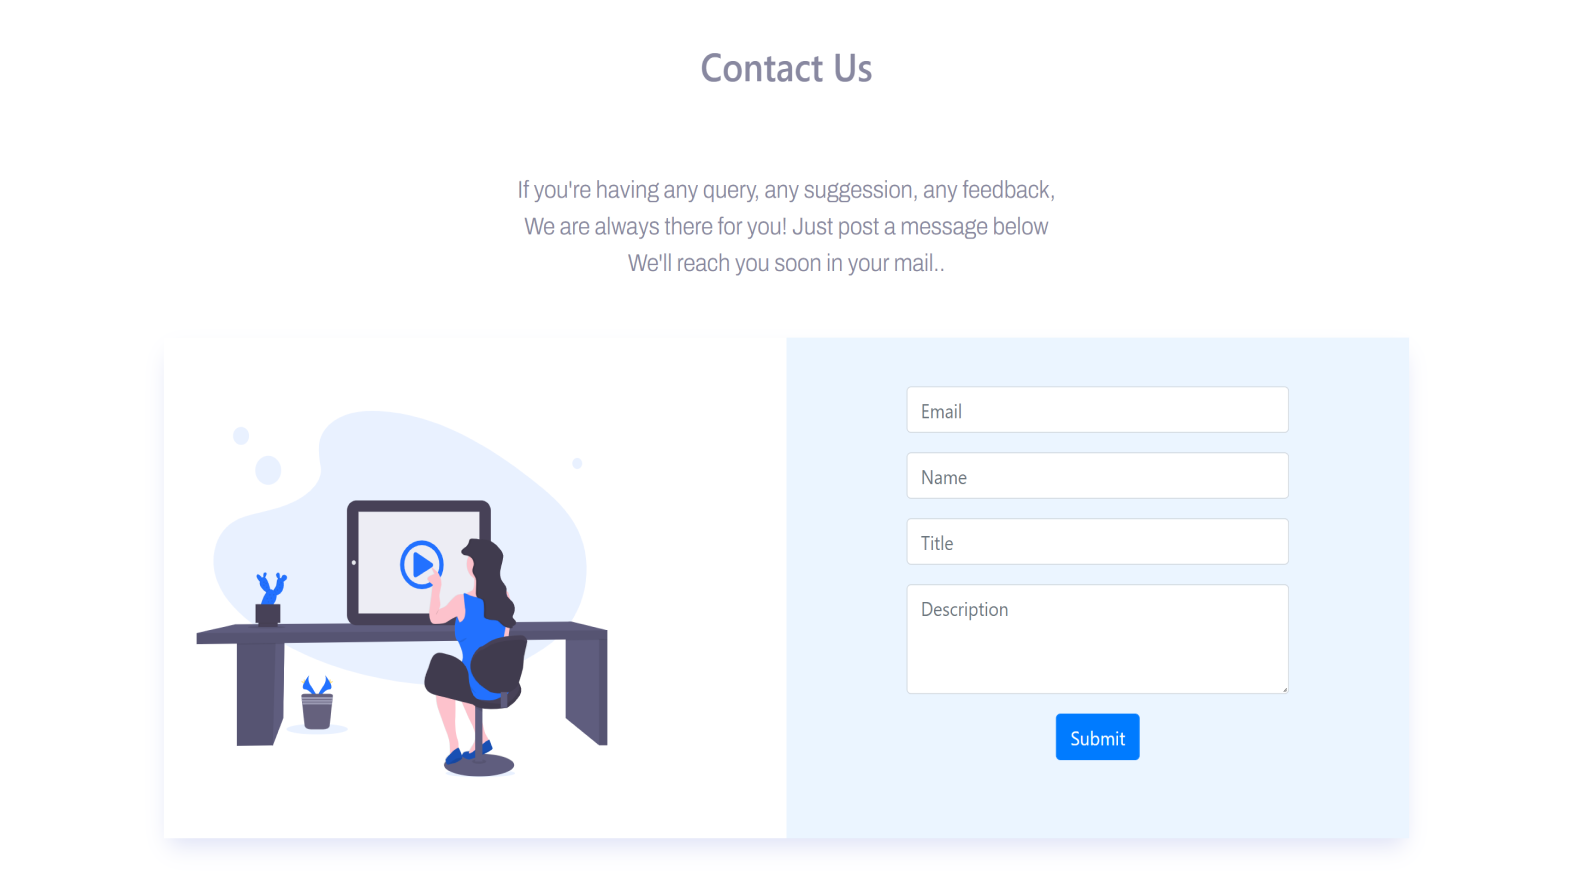 Contact Us
If you're having any query, any suggession, any feedback,
We are always there for you! Just post a message below
We'll reach you soon in your mail..
Email
Name
Title
Description
Submit